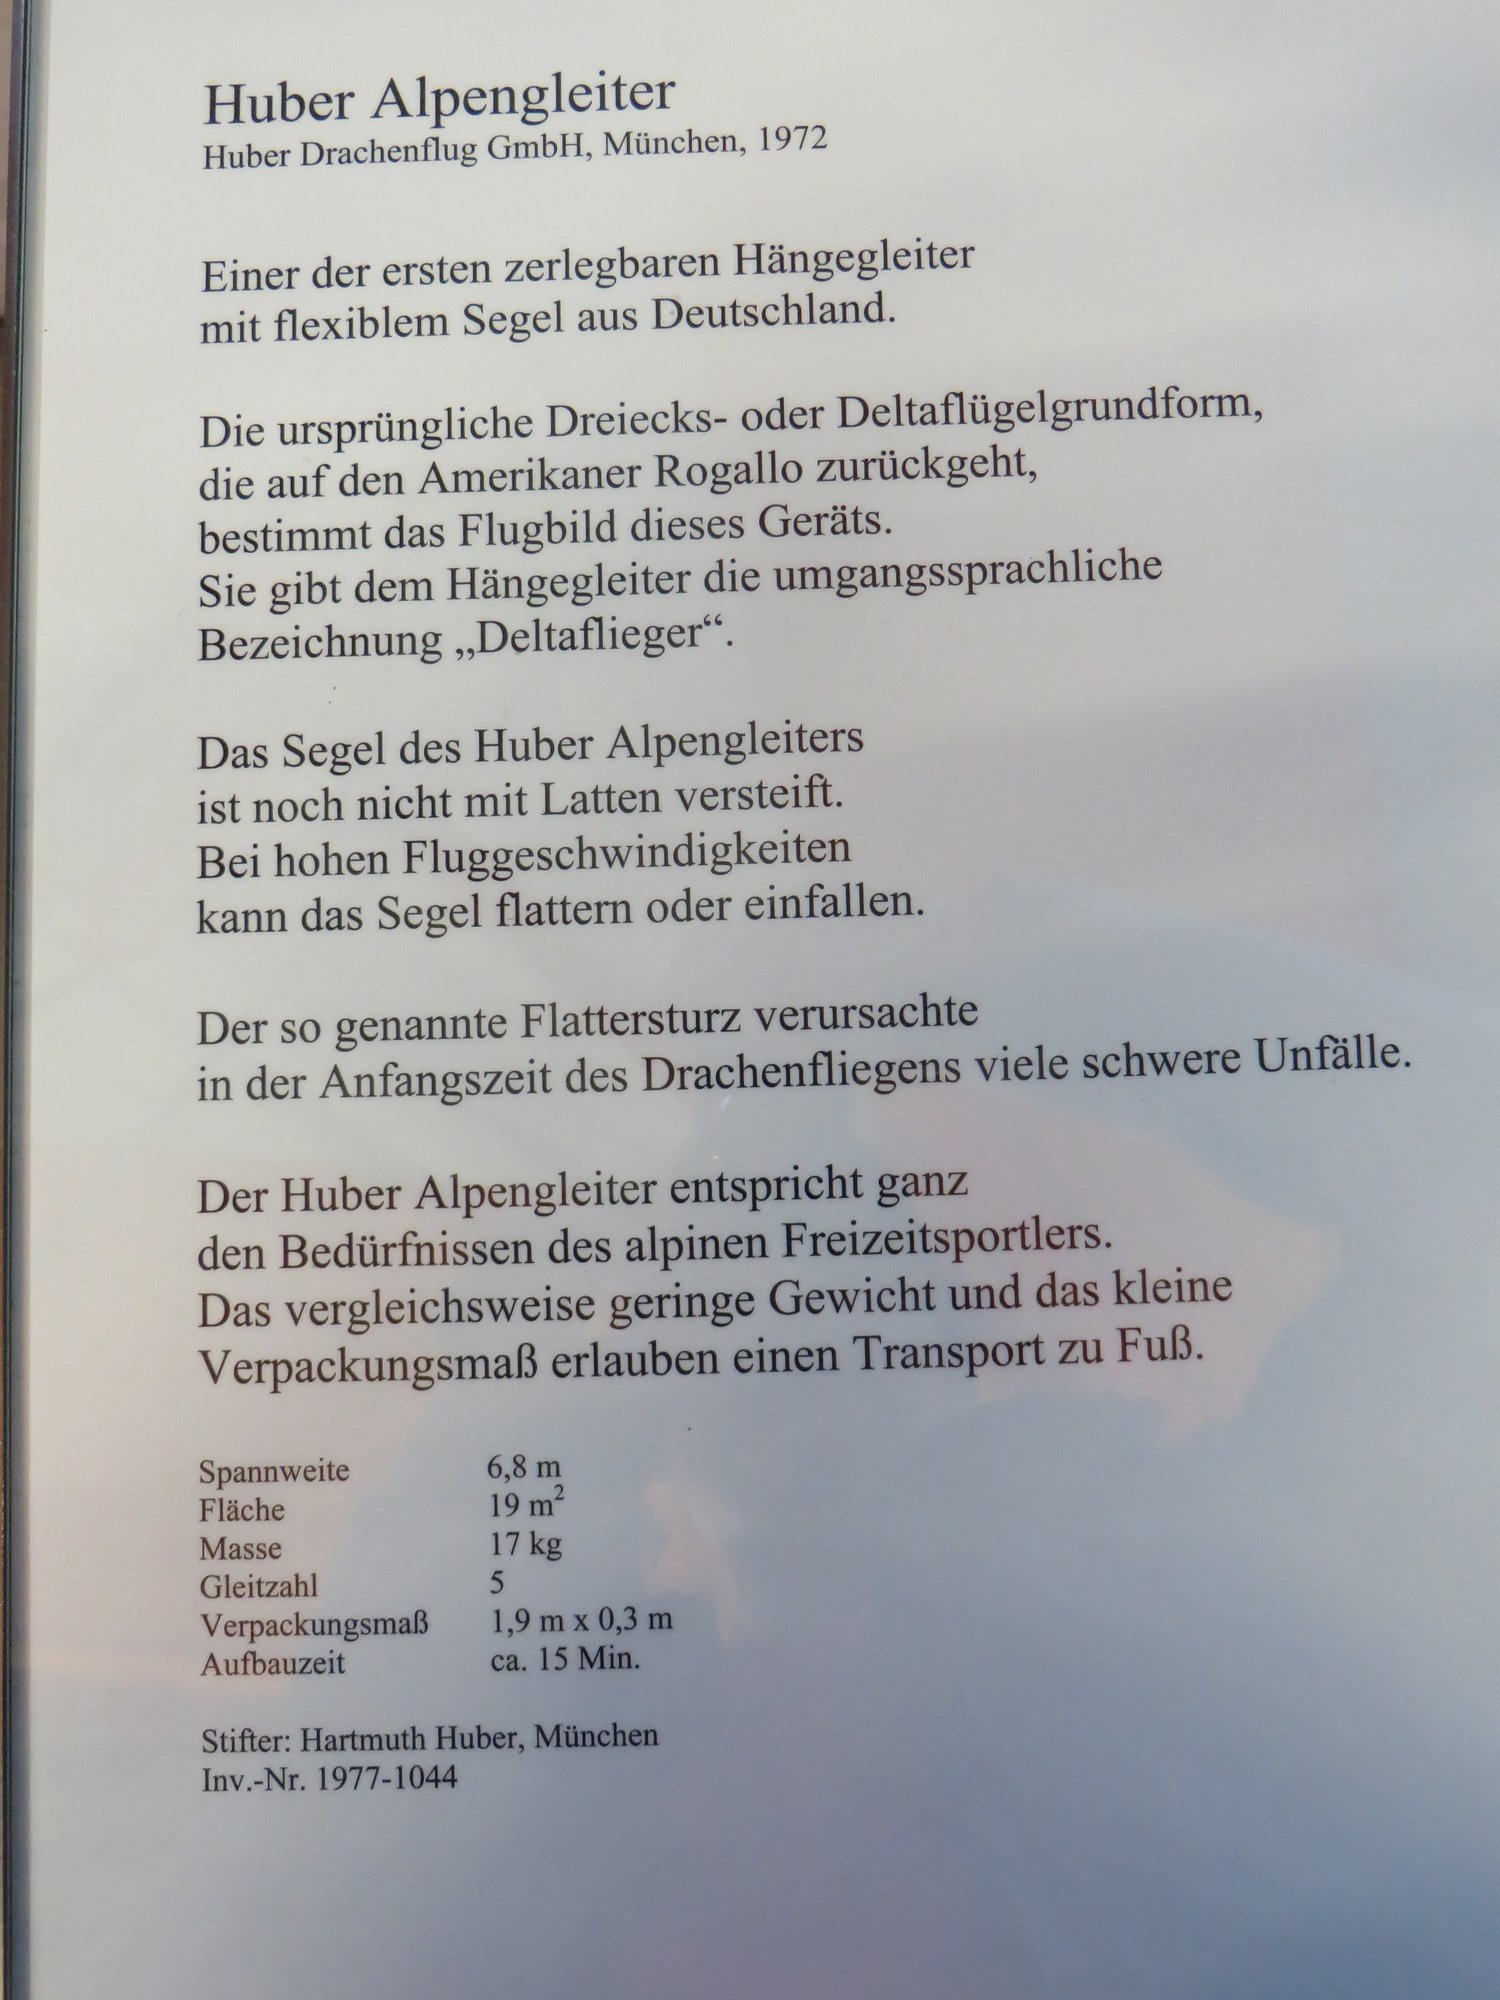 Huber Alpengleiter
Huber Drachenflug GmbH, München, 1972
Einer der ersten zerlegbaren Hängegleiter
mit flexiblem Segel aus Deutschland.
Die ursprüngliche Dreiecks- oder Deltaflügelgrundform,
die auf den Amerikaner Rogallo zurückgeht,
bestimmt das Flugbild dieses Geräts.
Sie gibt dem Hängegleiter die umgangssprachliche
Bezeichnung „Deltaflieger“.
Das Segel des Huber Alpengleiters
ist noch nicht mit Latten versteift.
Bei hohen Fluggeschwindigkeiten
kann das Segel flattern oder einfallen.
Der so genannte Flattersturz verursachte
in der Anfangszeit des Drachenfliegens viele schwere Unfälle.
Der Huber Alpengleiter entspricht ganz
den Bedürfnissen des alpinen Freizeitsportlers.
Das vergleichsweise geringe Gewicht und das kleine
Verpackungsmaß erlauben einen Transport zu Fuß.
Spannweite 6,8 m
Fläche 19 m²
Masse 17 kg
Gleitzahl 5
Verpackungsmaß 1,9 m x 0,3 m
Aufbauzeit ca. 15 Min.
Stifter: Hartmuth Huber, München
Inv.-Nr. 1977-1044